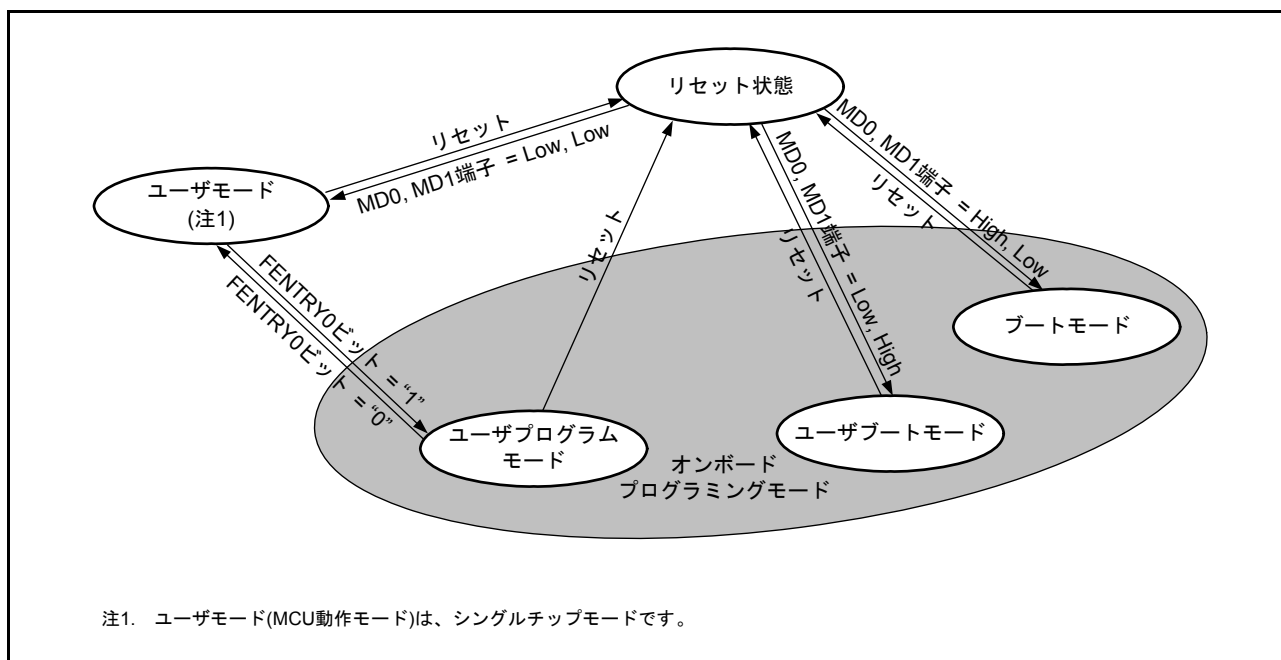 リセット状態
リセット
MD0, MD1端子 = Low, Low
ユーザモード
(注1)
MD0, MD1端子 = High, Low
リセット
MD0, MD1端子 = Low, High
リセット
リセット
FENTRY0ビット = “1”
FENTRY0ビット = “0”
ブートモード
ユーザプログラム
モード
ユーザブートモード
オンボード
プログラミングモード
注1. ユーザモード(MCU動作モード)は、シングルチップモードです。